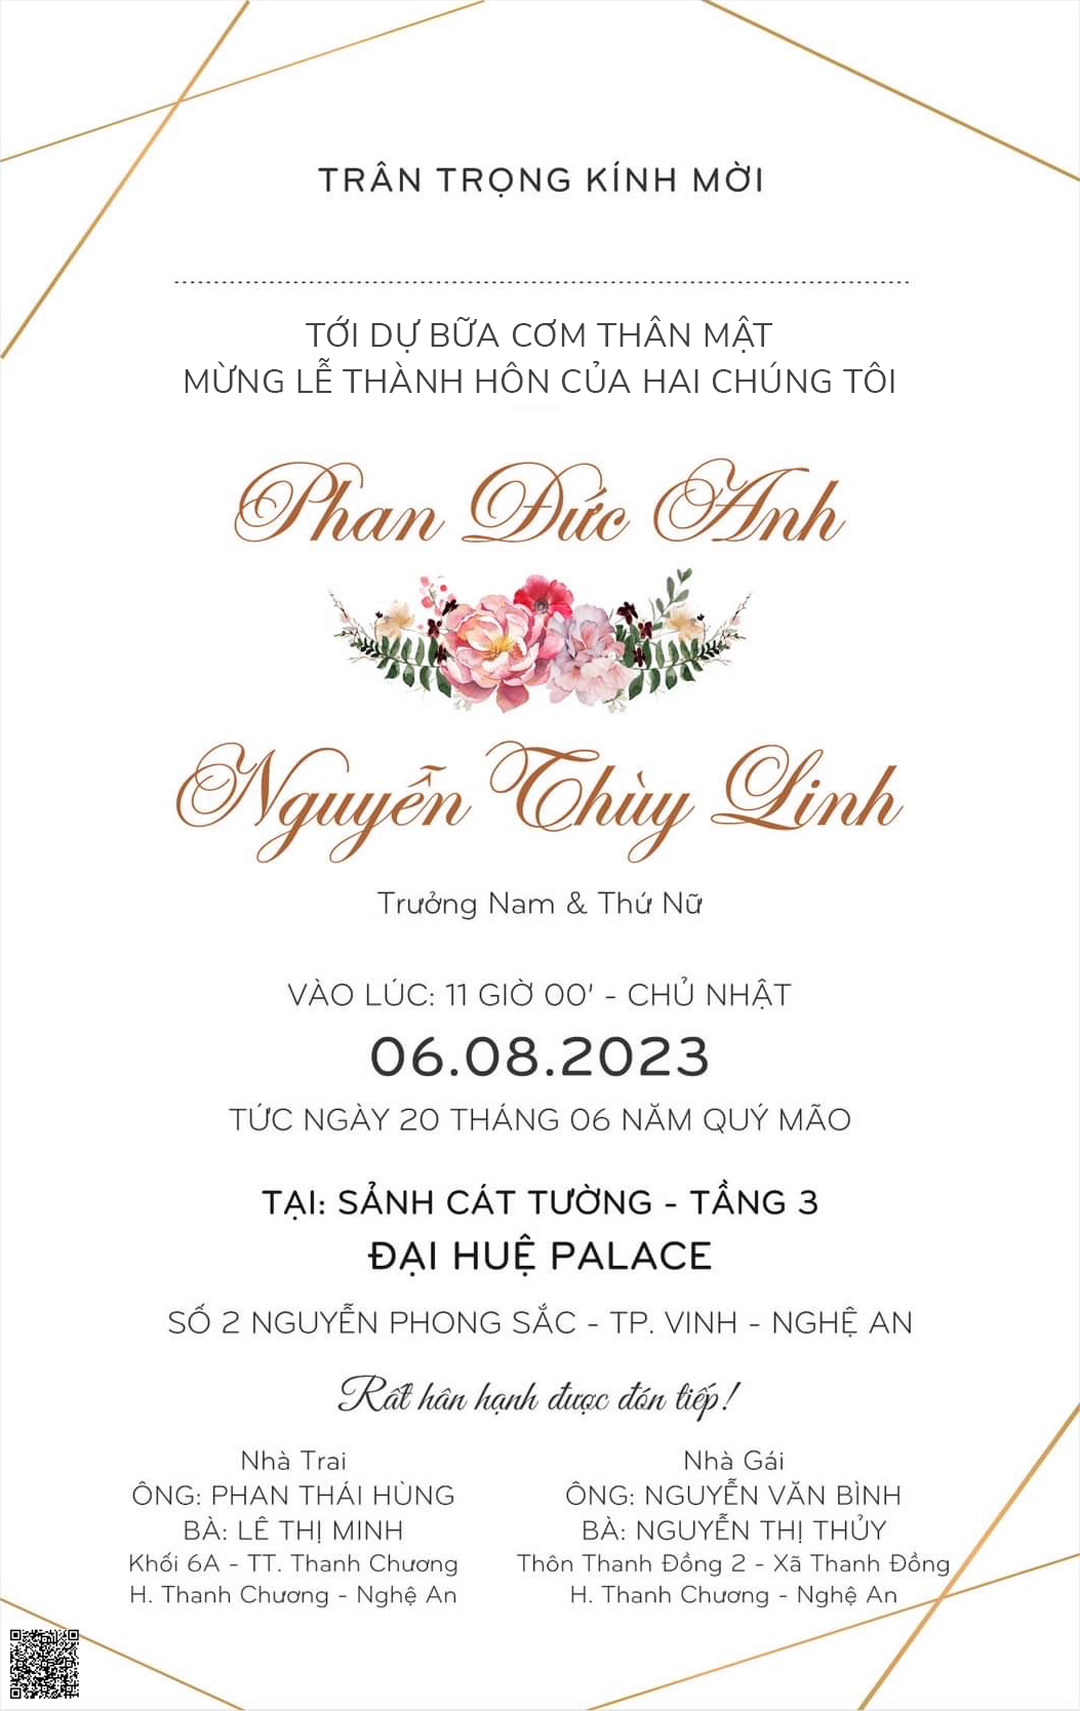 TRÂN TRỌNG KÍNH MỜI
TỚI DỰ BỮA CƠM THÂN MẬT
MỪNG LỄ THÀNH HÔN CỦA HAI CHÚNG TÔI
Phan Đức Anh
Nguyễn Thùy Linh
Trưởng Nam & Thứ Nữ
VÀO LÚC: 11 GIỜ 00' - CHỦ NHẬT
06.08.2023
TỨC NGÀY 20 THÁNG 06 NĂM QUÝ MÃO
TẠI: SẢNH CÁT TƯỜNG - TẦNG 3
ĐẠI HUỆ PALACE
SỐ 2 NGUYỄN PHONG SẮC - TP. VINH - NGHỆ AN
Rất hân hạnh được đón tiếp!
Nhà Trai
ÔNG: PHAN THÁI HÙNG
BÀ: LÊ THỊ MINH
Khối 6A - TT. Thanh Chương
H. Thanh Chương - Nghệ An
Nhà Gái
ÔNG: NGUYỄN VĂN BÌNH
BÀ: NGUYỄN THỊ THỦY
Thôn Thanh Đồng 2 - Xã Thanh Đồng
H. Thanh Chương - Nghệ An